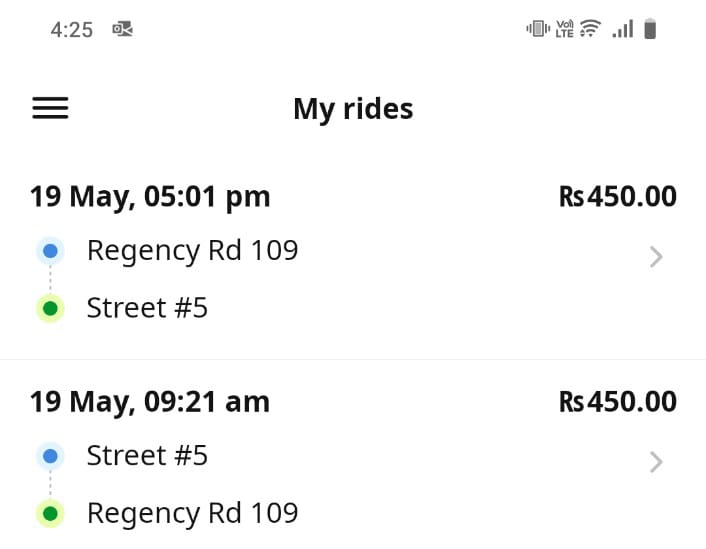 4:25
Vo) LTE
My rides
19 May, 05:01 pm Rs450.00
Regency Rd 109
Street #5
19 May, 09:21 am Rs450.00
Street #5
Regency Rd 109